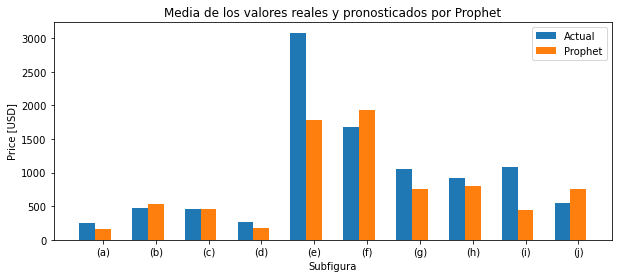 Media de los valores reales y pronosticados por Prophet
Actual
Prophet
Price [USD]
3000
2500
2000
1500
1000
500
0
(a) (b) (c) (d) (e) (f) (g) (h) (i) (j)
Subfigura